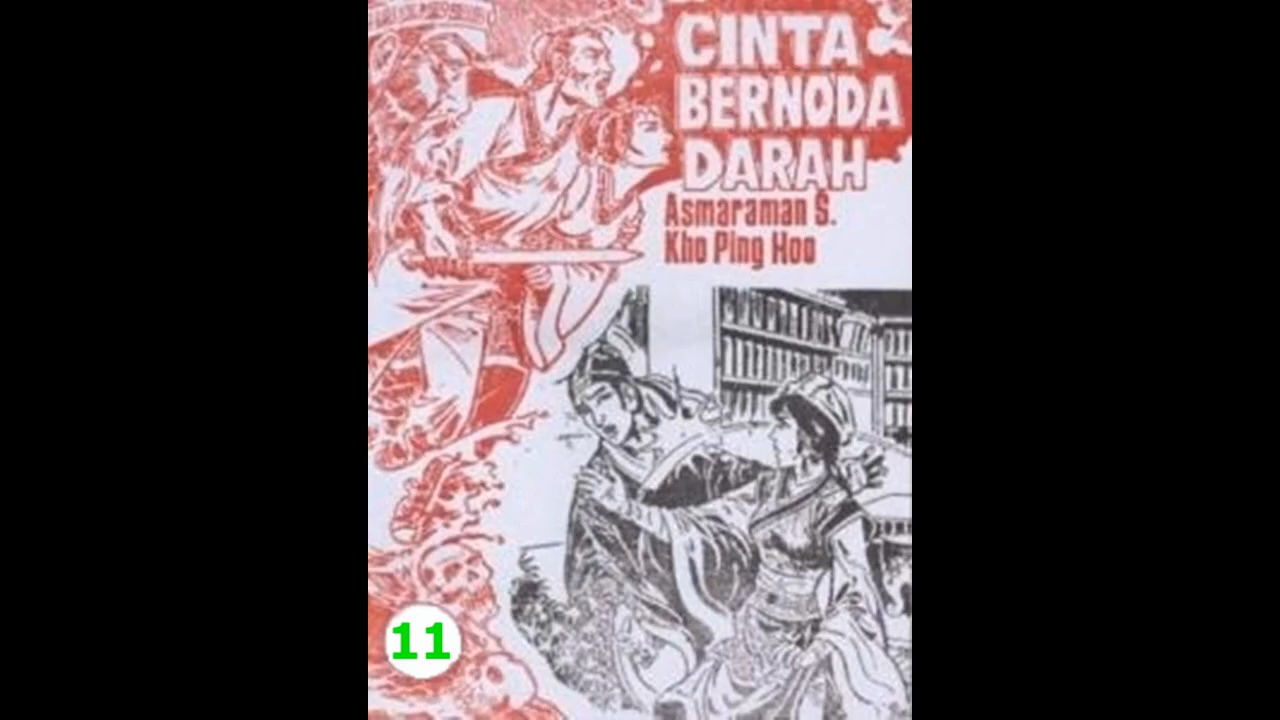 CINTA
BERNODA
DARAH
Asmaraman S.
Kho Ping Hoo
11